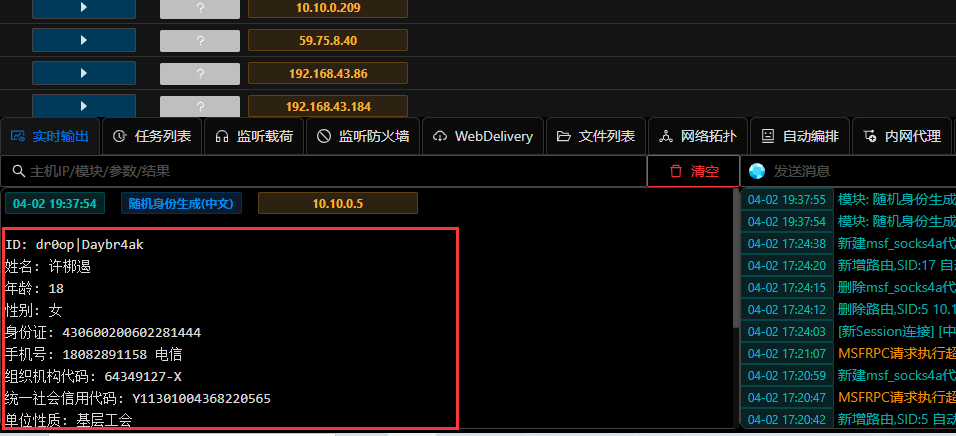 ? 10.10.0.209
? 59.75.8.40
? 192.168.43.86
? 192.168.43.184
实时输出 任务列表 监听载荷 监听防火墙 WebDelivery 文件列表 网络拓扑 自动编排 内网代理
主机IP/模块/参数/结果 清空 发送消息
04-02 19:37:54 随机身份生成(中文) 10.10.0.5
ID: dr0op|Daybr4ak
姓名: 许梆遏
年龄: 18
性别: 女
身份证: 430600200602281444
手机号: 18082891158 电信
组织机构代码: 64349127-X
统一社会信用代码: Y11301004368220565
单位性质: 基层工会
04-02 19:37:55 模块: 随机身份生成
04-02 19:37:54 模块: 随机身份生成
04-02 17:24:38 新建msf_socks4a代
04-02 17:24:20 新增路由,SID:17 自动
04-02 17:24:15 删除msf_socks4a代
04-02 17:24:12 删除路由,SID:5 10.1
04-02 17:24:03 [新Session连接] [中
04-02 17:21:07 MSFRPC请求执行超
04-02 17:20:59 新建msf_socks4a代
04-02 17:20:47 MSFRPC请求执行超
04-02 17:20:42 新增路由,SID:5 自动